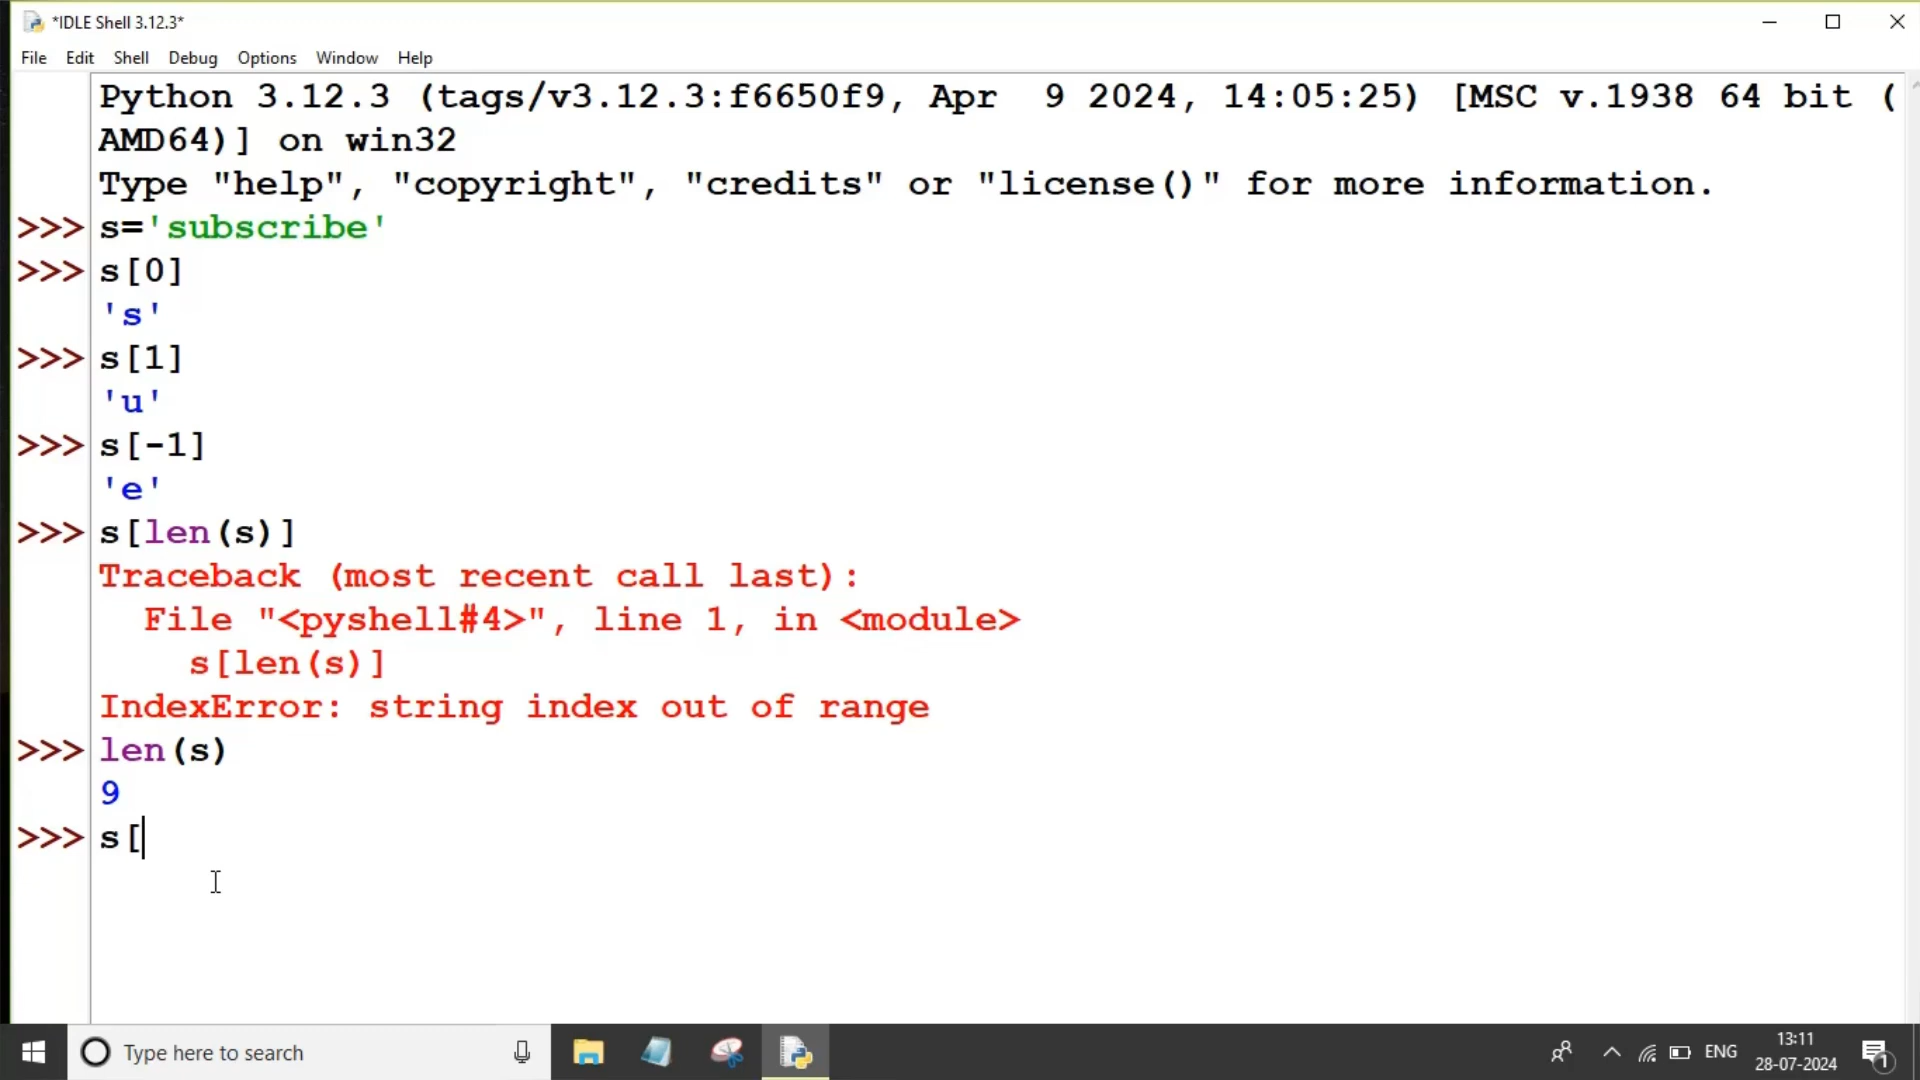 *IDLE Shell 3.12.3*
File Edit Shell Debug Options Window Help
Python 3.12.3 (tags/v3.12.3:f6650f9, Apr  9 2024, 14:05:25) [MSC v.1938 64 bit (
AMD64)] on win32
Type "help", "copyright", "credits" or "license()" for more information.
>>> s='subscribe'
>>> s[0]
's'
>>> s[1]
'u'
>>> s[-1]
'e'
>>> s[len(s)]
Traceback (most recent call last):
  File "<pyshell#4>", line 1, in <module>
    s[len(s)]
IndexError: string index out of range
>>> len(s)
9
>>> s[
Type here to search
ENG
13:11
28-07-2024
1